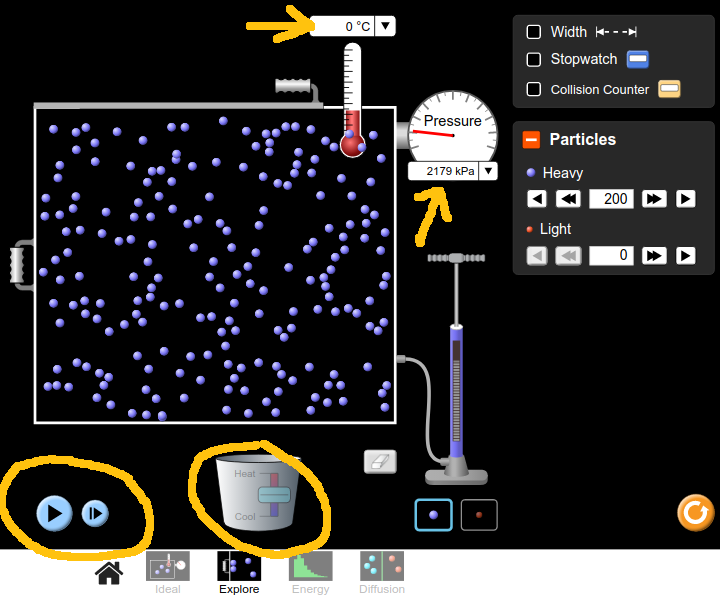 0 °C
Width
Stopwatch
Collision Counter
Pressure
2179 kPa
Particles
Heavy
200
Light
0
Heat
Cool
Ideal
Explore
Energy
Diffusion